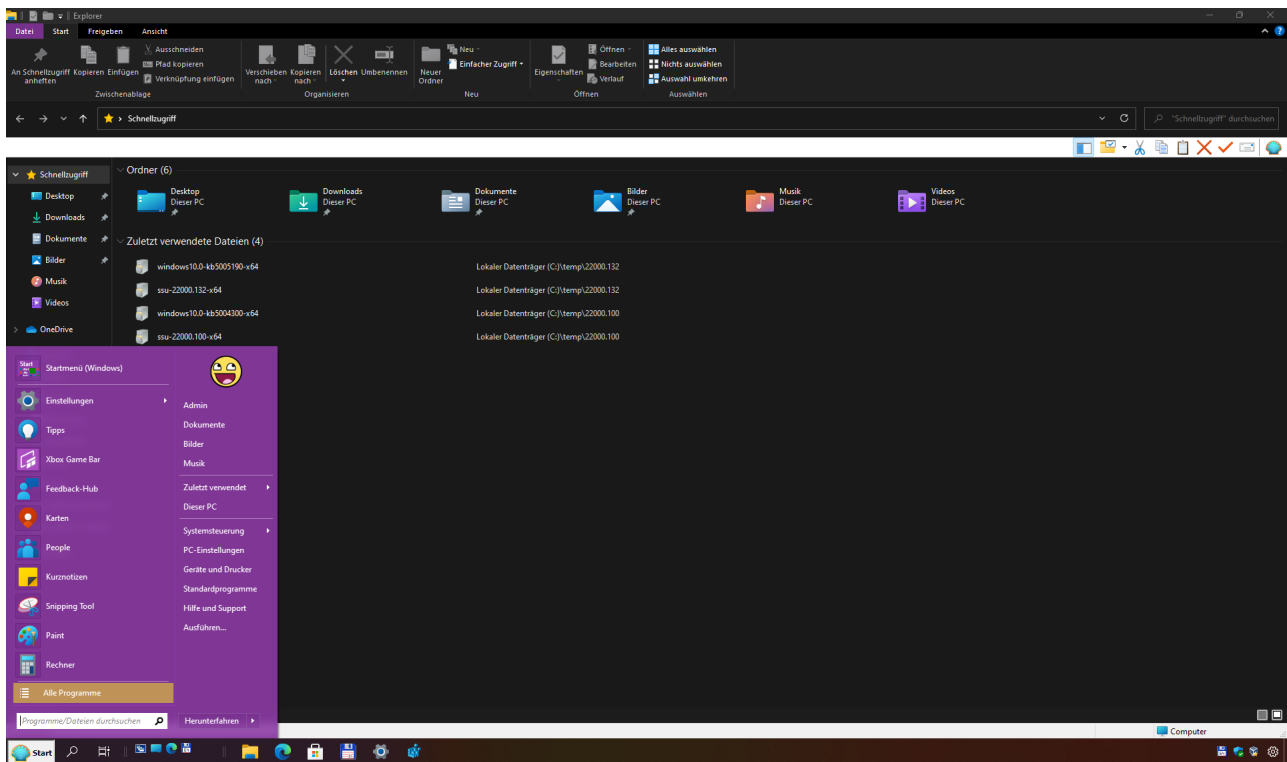 Explorer
Datei Start Freigeben Ansicht
An Schnellzugriff anheften
Kopieren
Einfügen
Ausschneiden
Pfad kopieren
Verknüpfung einfügen
Zwischenablage
Verschieben nach
Kopieren nach
Löschen
Umbenennen
Organisieren
Neuer Ordner
Neu
Einfacher Zugriff
Neu
Eigenschaften
Öffnen
Bearbeiten
Verlauf
Öffnen
Alles auswählen
Nichts auswählen
Auswahl umkehren
Auswählen
Schnellzugriff
"Schnellzugriff" durchsuchen
Schnellzugriff
Desktop
Downloads
Dokumente
Bilder
Musik
Videos
OneDrive
Ordner (6)
Desktop
Dieser PC
Downloads
Dieser PC
Dokumente
Dieser PC
Bilder
Dieser PC
Musik
Dieser PC
Videos
Dieser PC
Zuletzt verwendete Dateien (4)
windows10.0-kb5005190-x64 Lokaler Datenträger (C:)\temp\22000.132
ssu-22000.132-x64 Lokaler Datenträger (C:)\temp\22000.132
windows10.0-kb5004300-x64 Lokaler Datenträger (C:)\temp\22000.100
ssu-22000.100-x64 Lokaler Datenträger (C:)\temp\22000.100
Start
Startmenü (Windows)
Einstellungen
Tipps
Xbox Game Bar
Feedback-Hub
Karten
People
Kurznotizen
Snipping Tool
Paint
Rechner
Alle Programme
Programme/Dateien durchsuchen
Admin
Dokumente
Bilder
Musik
Zuletzt verwendet
Dieser PC
Systemsteuerung
PC-Einstellungen
Geräte und Drucker
Standardprogramme
Hilfe und Support
Ausführen...
Herunterfahren
Computer
Start